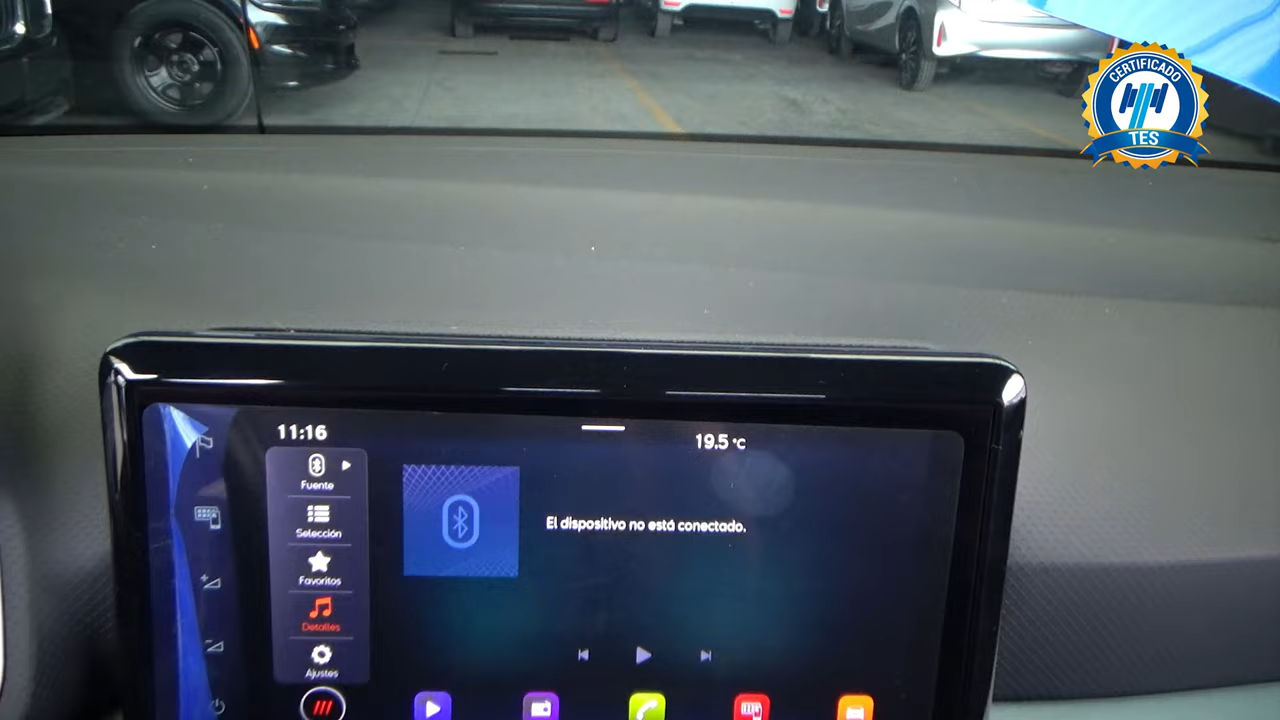 CERTIFICADO
TES
11:16
19.5 °C
Fuente
Selección
Favoritos
Detalles
Ajustes
El dispositivo no está conectado.